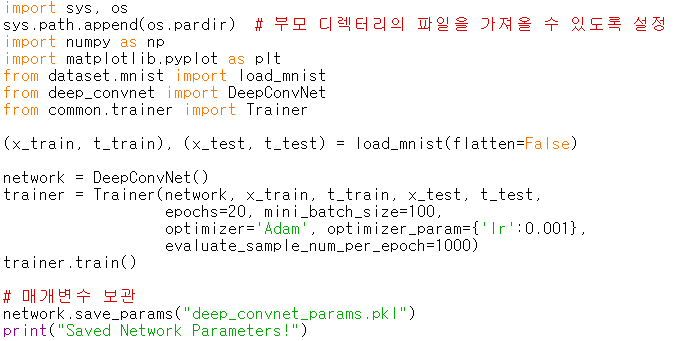 import sys, os
sys.path.append(os.pardir)  # 부모 디렉터리의 파일을 가져올 수 있도록 설정
import numpy as np
import matplotlib.pyplot as plt
from dataset.mnist import load_mnist
from deep_convnet import DeepConvNet
from common.trainer import Trainer

(x_train, t_train), (x_test, t_test) = load_mnist(flatten=False)

network = DeepConvNet()
trainer = Trainer(network, x_train, t_train, x_test, t_test,
                  epochs=20, mini_batch_size=100,
                  optimizer='Adam', optimizer_param={'lr':0.001},
                  evaluate_sample_num_per_epoch=1000)
trainer.train()

# 매개변수 보관
network.save_params("deep_convnet_params.pkl")
print("Saved Network Parameters!")